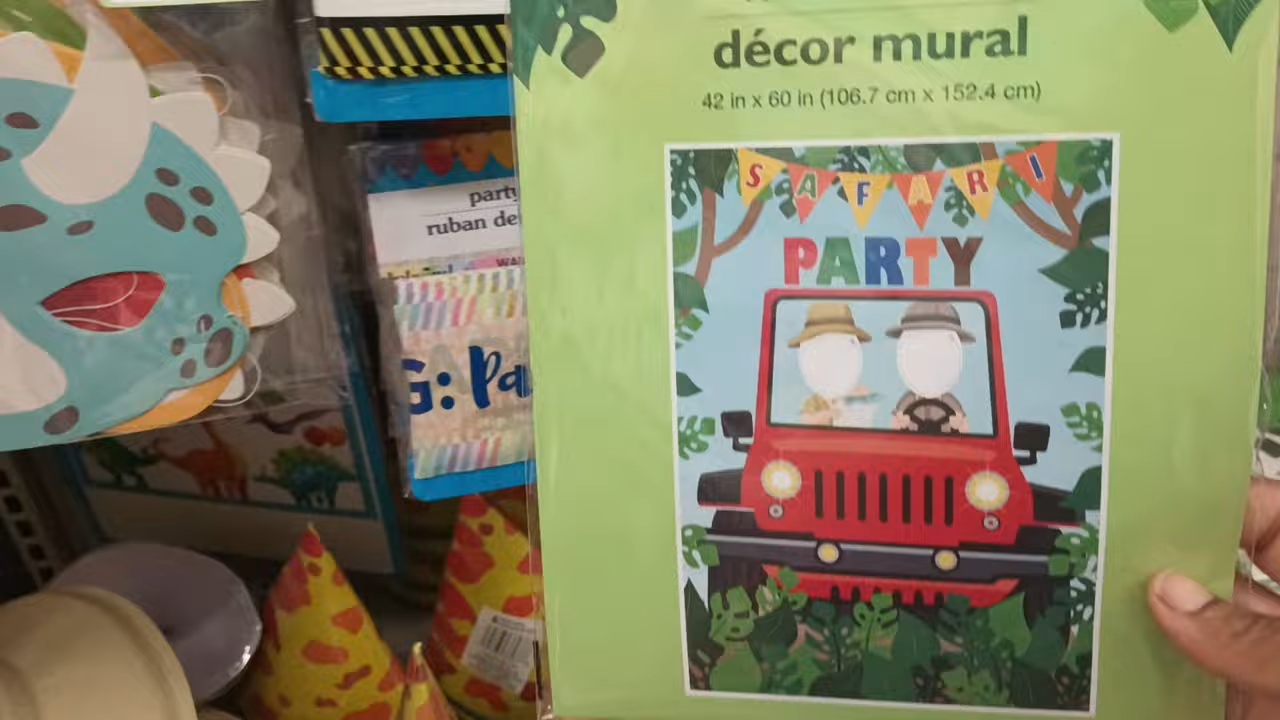 décor mural
42 in x 60 in (106.7 cm x 152.4 cm)
SAFARI
PARTY
party
ruban de
G: Pa